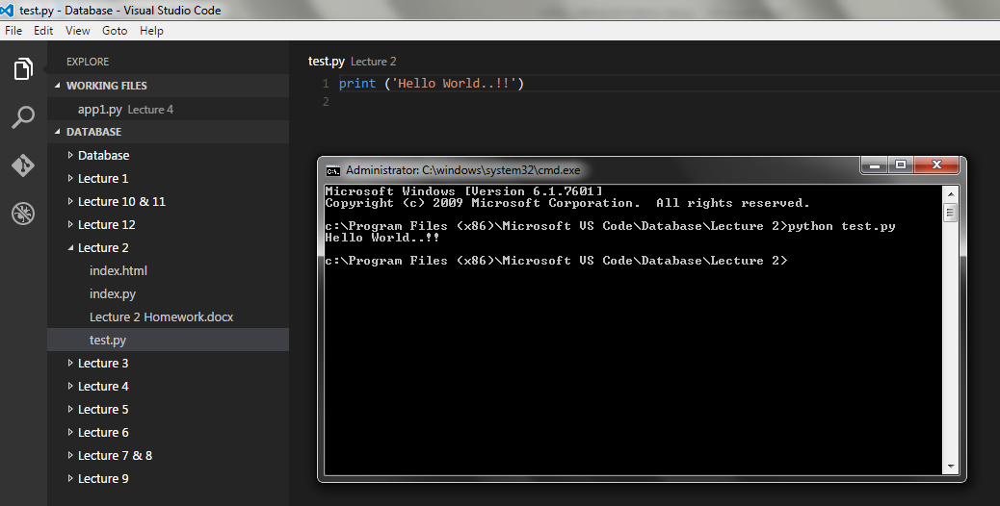 test.py - Database - Visual Studio Code
File Edit View Goto Help
EXPLORE
WORKING FILES
app1.py Lecture 4
DATABASE
Database
Lecture 1
Lecture 10 & 11
Lecture 12
Lecture 2
index.html
index.py
Lecture 2 Homework.docx
test.py
Lecture 3
Lecture 4
Lecture 5
Lecture 6
Lecture 7 & 8
Lecture 9
test.py Lecture 2
1 print ('Hello World..!!')
2
Administrator: C:\windows\system32\cmd.exe
C:\.
Microsoft Windows [Version 6.1.7601]
Copyright (c) 2009 Microsoft Corporation. All rights reserved.
c:\Program Files (x86)\Microsoft VS Code\Database\Lecture 2>python test.py
Hello World..!!
c:\Program Files (x86)\Microsoft VS Code\Database\Lecture 2>